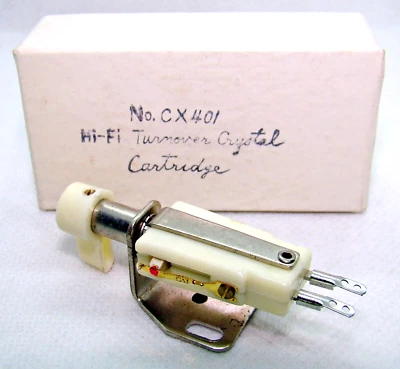 No. CX401
Hi-Fi Turnover Crystal
Cartridge